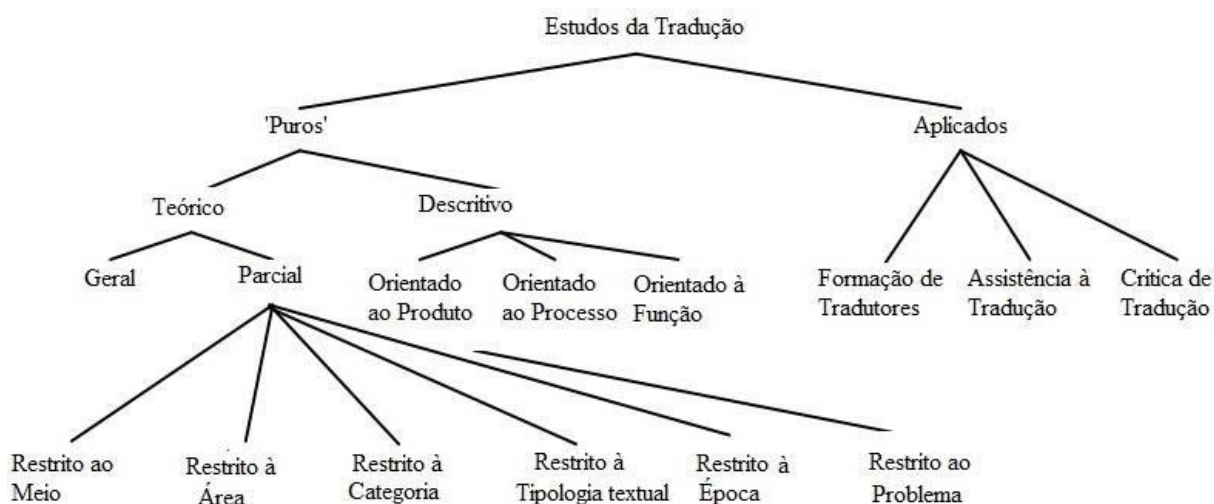 Estudos da Tradução
'Puros'
Aplicados
Teórico
Descritivo
Geral
Parcial
Orientado
ao Produto
Orientado
ao Processo
Orientado à
Função
Formação de
Tradutores
Assistência à
Tradução
Crítica de
Tradução
Restrito ao
Meio
Restrito à
Área
Restrito à
Categoria
Restrito à
Tipologia textual
Restrito à
Época
Restrito ao
Problema